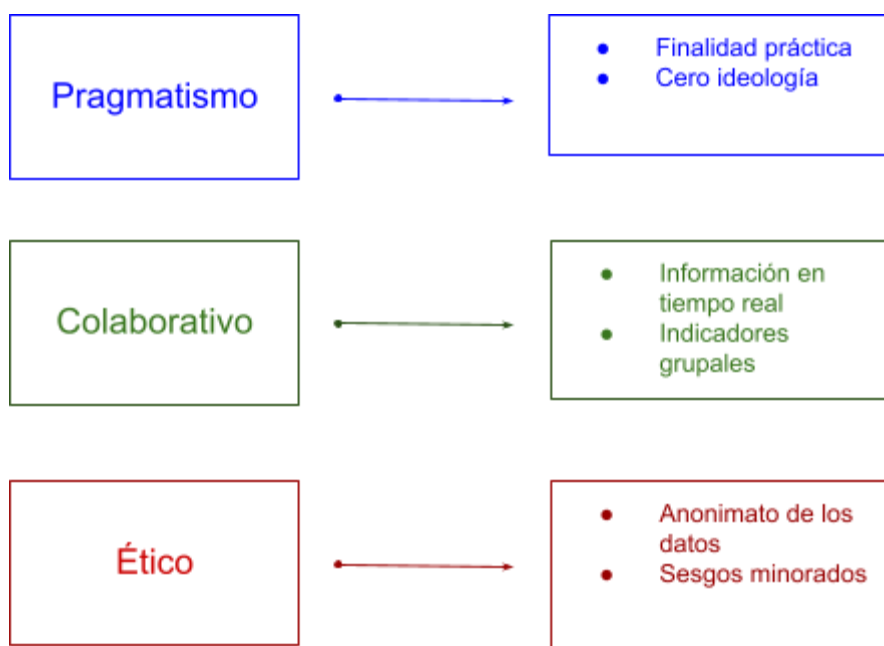 Pragmatismo
● Finalidad práctica
● Cero ideología
Colaborativo
● Información en
tiempo real
● Indicadores
grupales
Ético
● Anonimato de los
datos
● Sesgos minorados